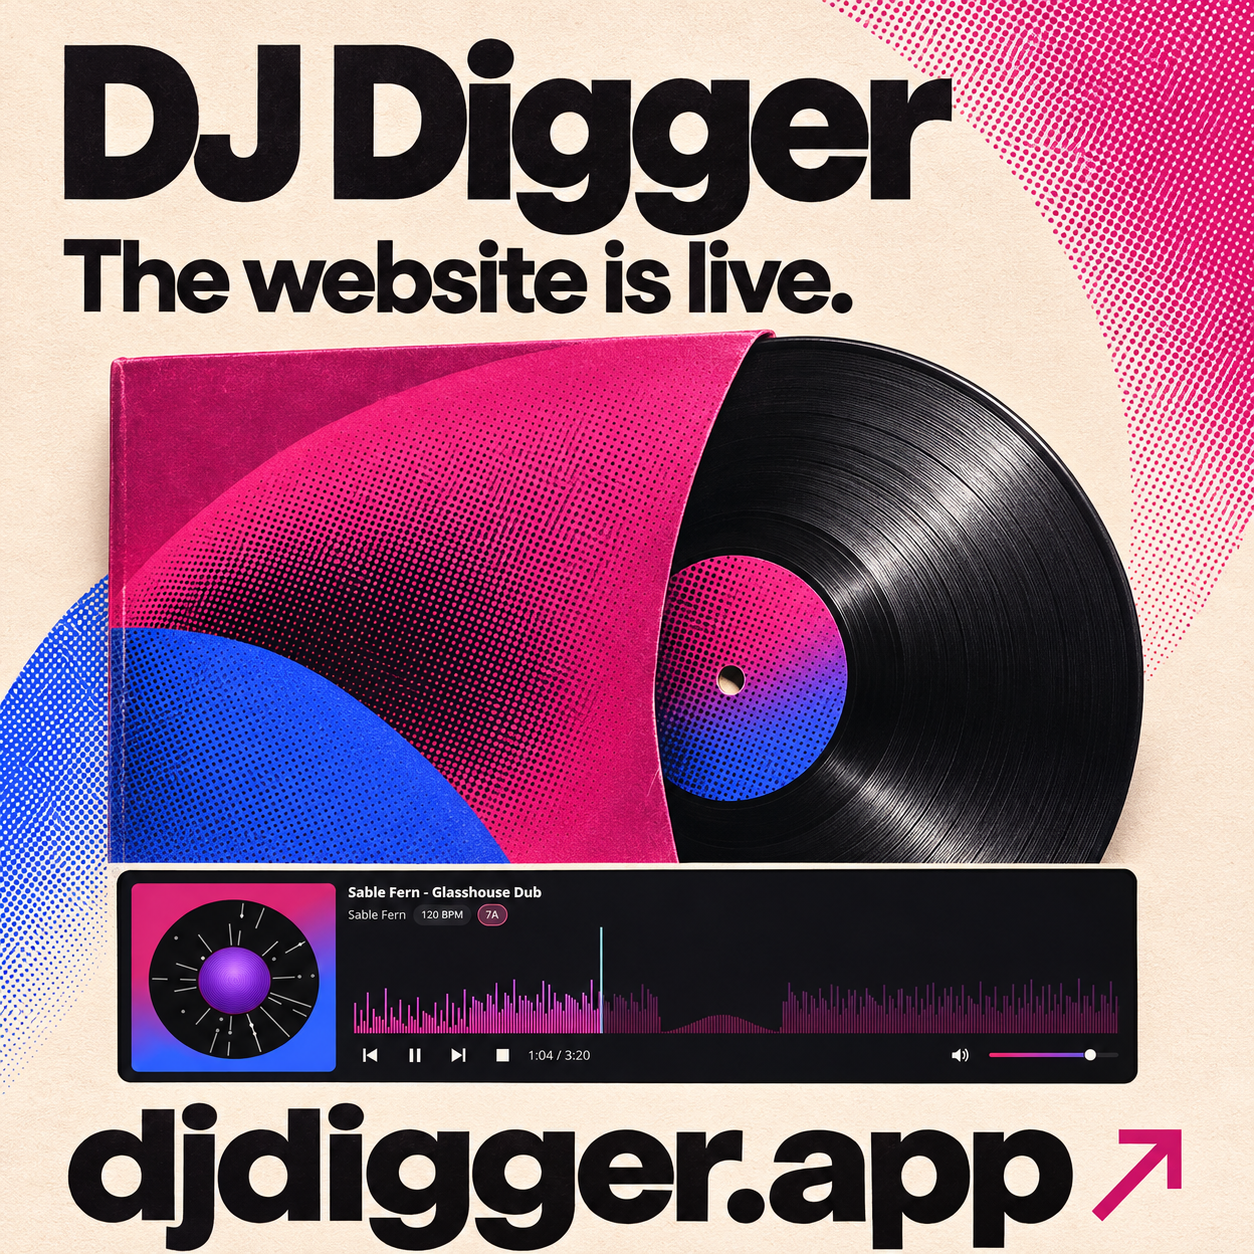 DJ Digger
The website is live.
Sable Fern - Glasshouse Dub
Sable Fern 120 BPM 7A
1:04 / 3:20
djdigger.app